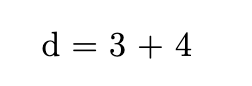 d = 3 + 4